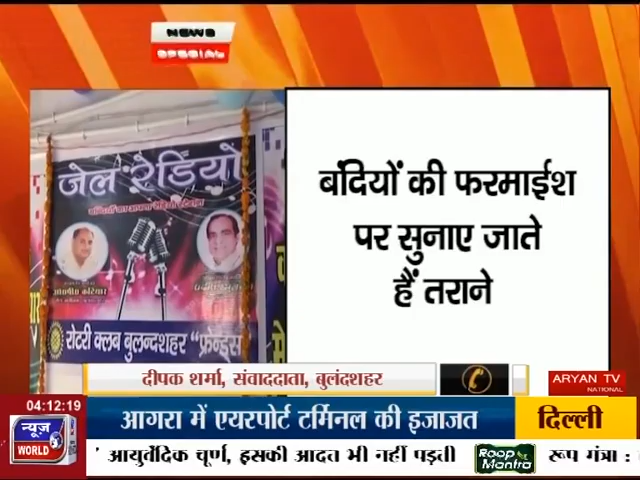 NEWS
SPECIAL
जेल रेडियो
बंदियों की फरमाईश
पर सुनाए जाते
हैं तराने
रोटरी क्लब बुलन्दशहर "फ्रेन्ड्स
दीपक शर्मा, संवाददाता, बुलंदशहर
ARYAN TV
NATIONAL
04:12:19
आगरा में एयरपोर्ट टर्मिनल की इजाजत
दिल्ली
न्यूज़
WORLD
आयुर्वेदिक चूर्ण, इसकी आदत भी नहीं पड़ती
Roop
Mantra
रूप मंत्रा :